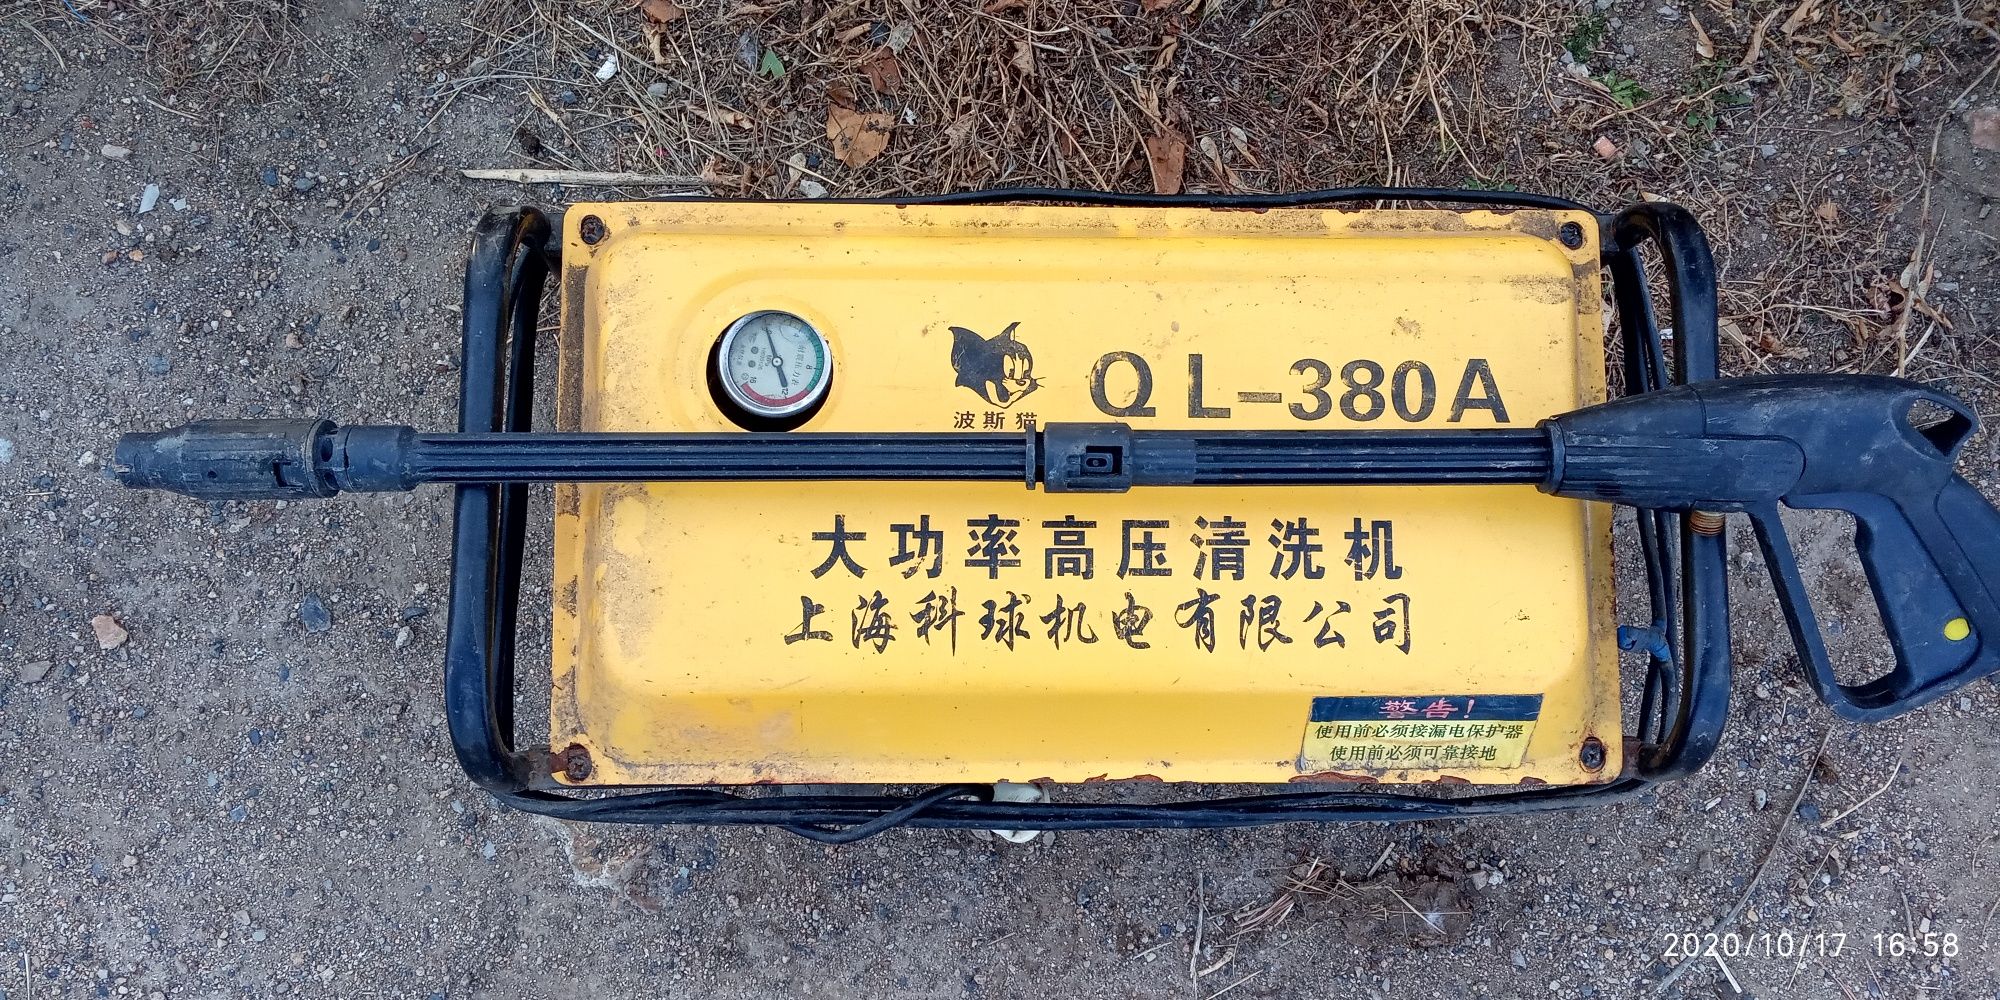 QL-380A
波斯猫
大功率高压清洗机
上海科球机电有限公司
警告!
使用前必须接漏电保护器
使用前必须可靠接地
2020/10/17 16:58